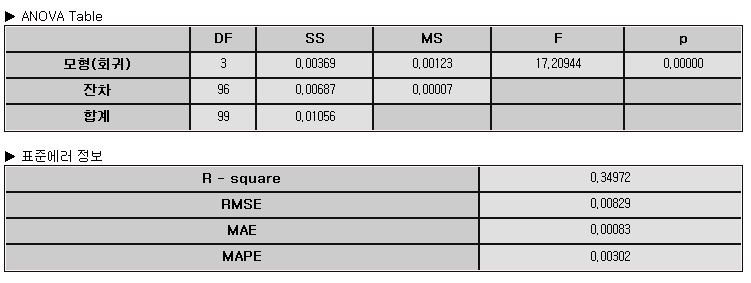 ▶ ANOVA Table
DF SS MS F p
모형(회귀) 3 0,00369 0,00123 17,20944 0,00000
잔차 96 0,00687 0,00007
합계 99 0,01056
▶ 표준에러 정보
R - square 0,34972
RMSE 0,00829
MAE 0,00083
MAPE 0,00302